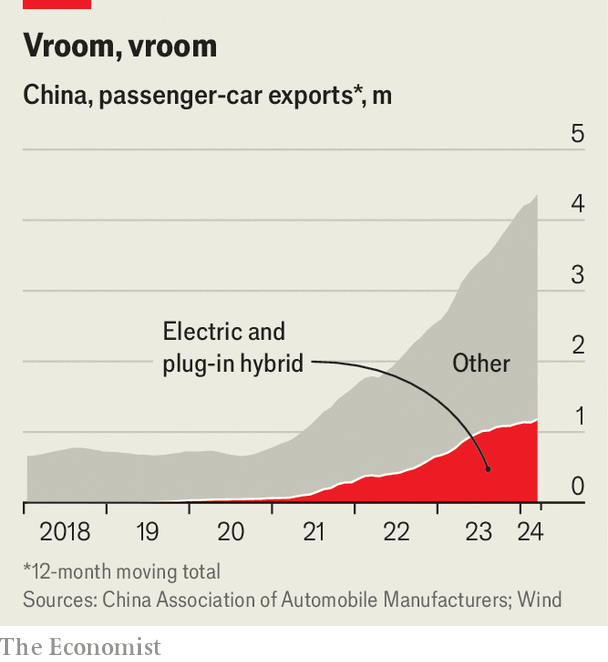 Vroom, vroom
China, passenger-car exports*, m
5
4
3
Electric and
plug-in hybrid
2
Other
1
0
2018 19 20 21 22 23 24
*12-month moving total
Sources: China Association of Automobile Manufacturers; Wind
The Economist